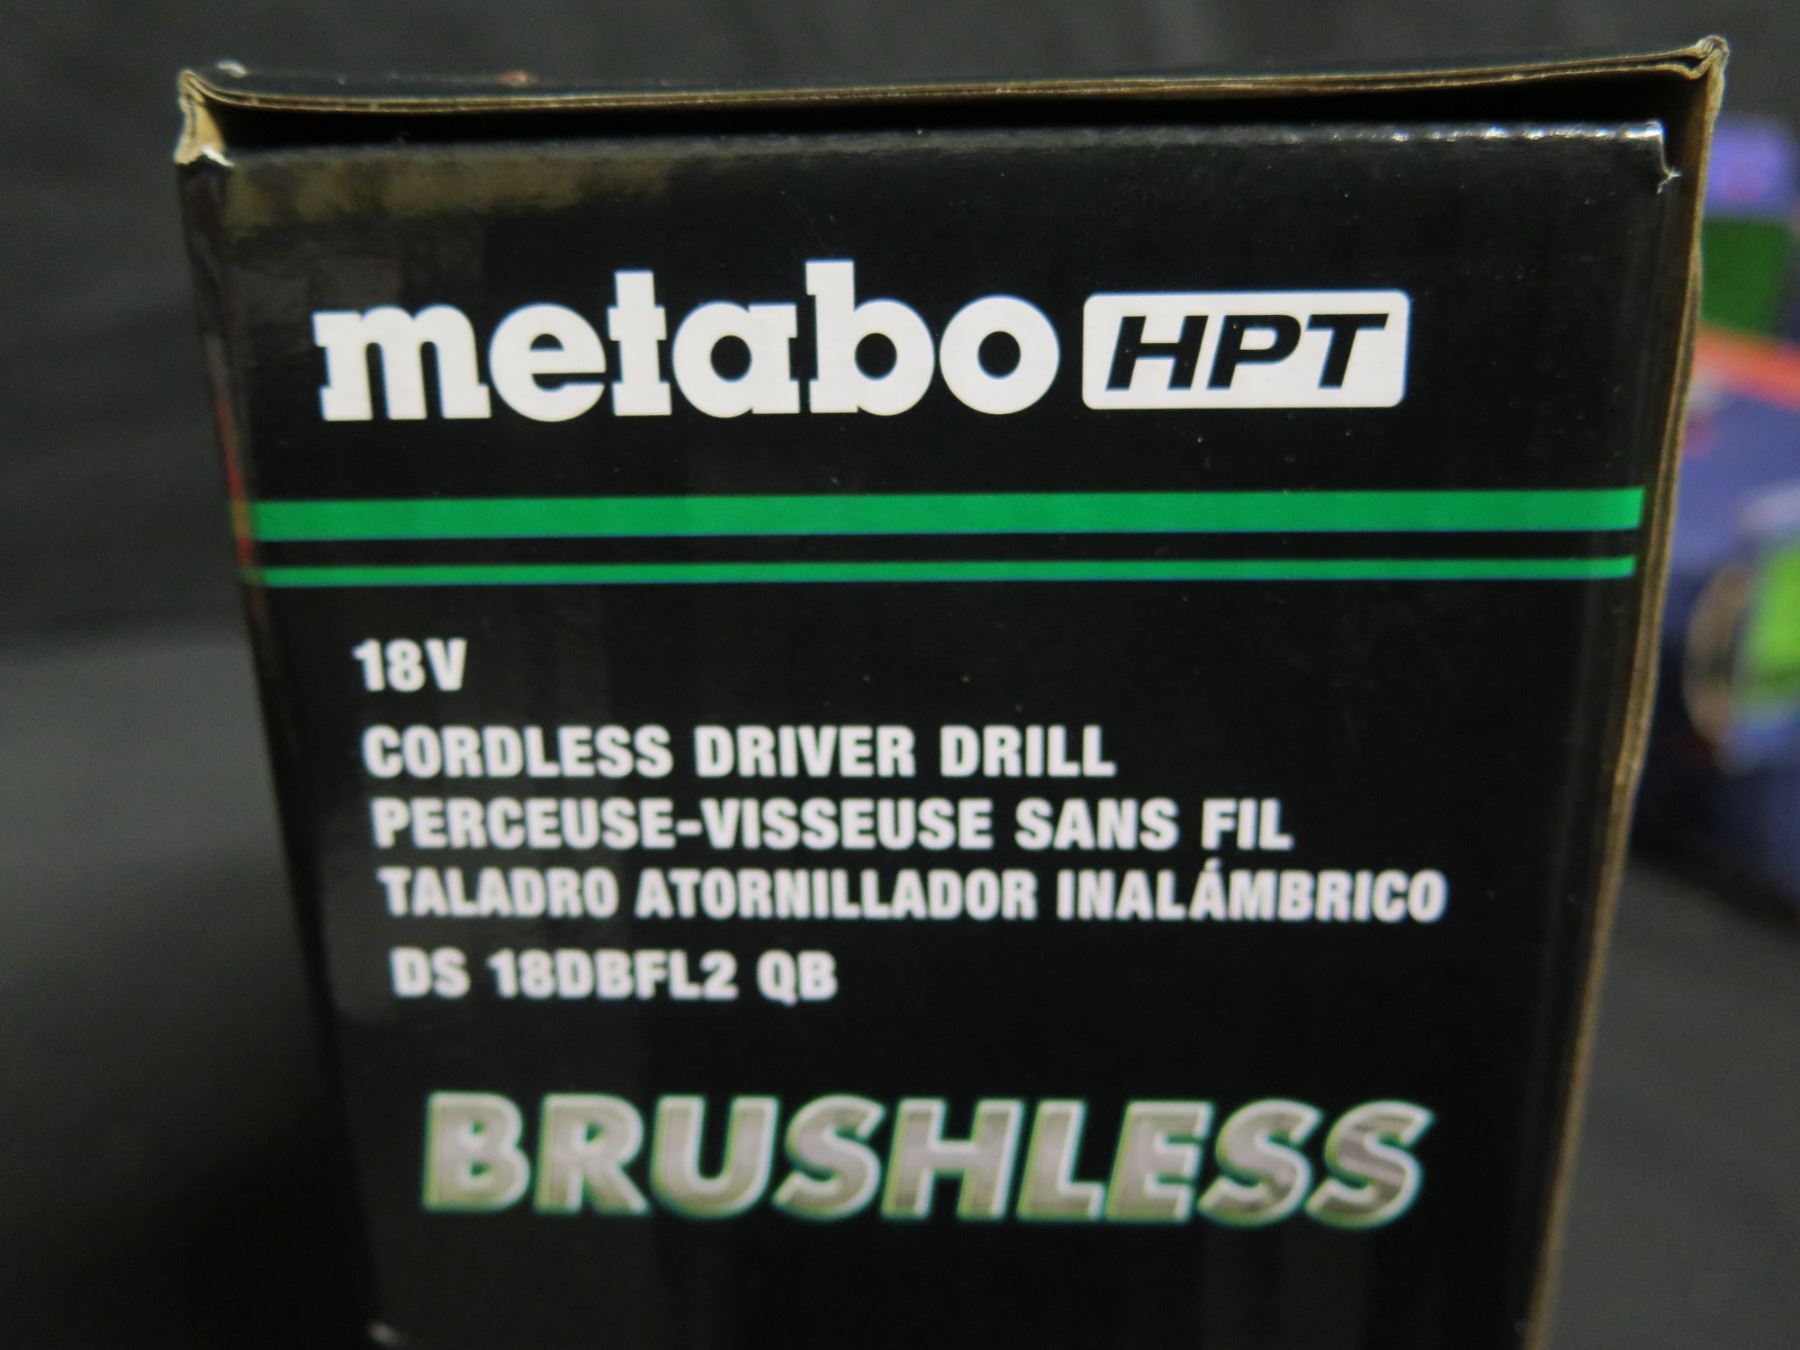 metabo HPT
18V
CORDLESS DRIVER DRILL
PERCEUSE-VISSEUSE SANS FIL
TALADRO ATORNILLADOR INALÁMBRICO
DS 18DBFL2 QB
BRUSHLESS